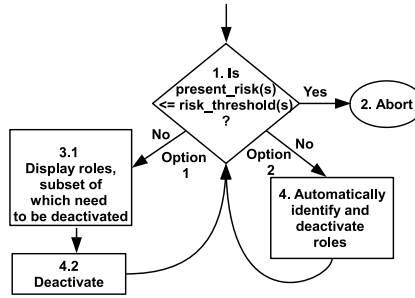 1. Is
present_risk(s)
<= risk_threshold(s)
?
Yes
2. Abort
No
Option
1
No
Option
2
3.1
Display roles,
subset of
which need
to be deactivated
4. Automatically
identify and
deactivate
roles
4.2
Deactivate